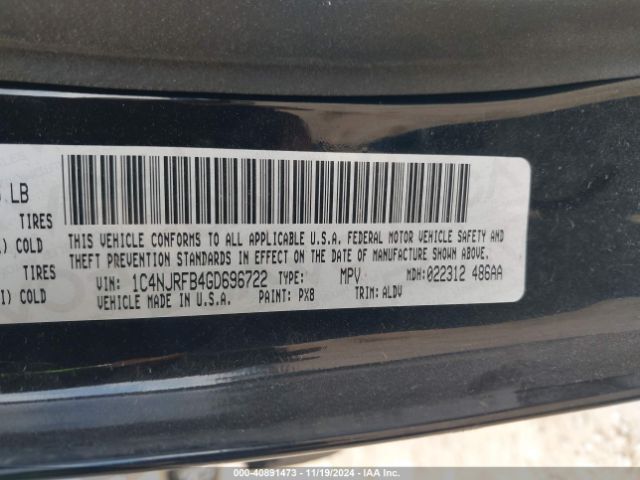 LB
TIRES
) COLD
TIRES
I) COLD
THIS VEHICLE CONFORMS TO ALL APPLICABLE U.S.A. FEDERAL MOTOR VEHICLE SAFETY AND
THEFT PREVENTION STANDARDS IN EFFECT ON THE DATE OF MANUFACTURE SHOWN ABOVE.
VIN: 1C4NJRFB4GD696722 TYPE: MPV MDH:022312 486AA
VEHICLE MADE IN U.S.A. PAINT: PX8 TRIM: ALDV
000-40891473 - 11/19/2024 - IAA Inc.